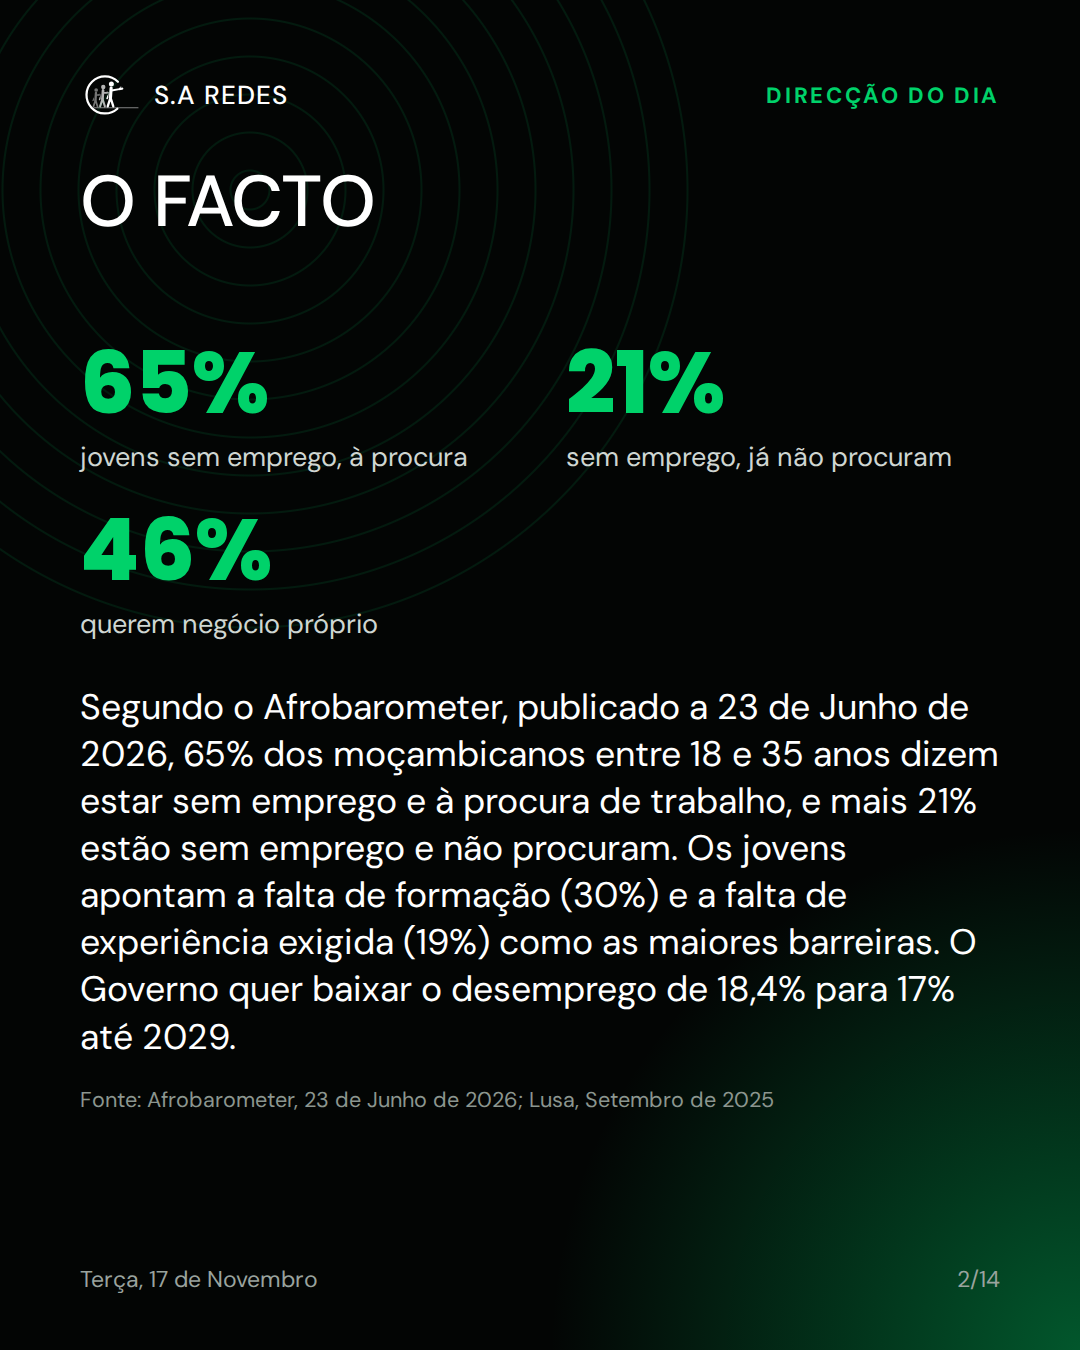 S.A REDES
DIRECÇÃO DO DIA
O FACTO
65%
jovens sem emprego, à procura
21%
sem emprego, já não procuram
46%
querem negócio próprio
Segundo o Afrobarometer, publicado a 23 de Junho de
2026, 65% dos moçambicanos entre 18 e 35 anos dizem
estar sem emprego e à procura de trabalho, e mais 21%
estão sem emprego e não procuram. Os jovens
apontam a falta de formação (30%) e a falta de
experiência exigida (19%) como as maiores barreiras. O
Governo quer baixar o desemprego de 18,4% para 17%
até 2029.
Fonte: Afrobarometer, 23 de Junho de 2026; Lusa, Setembro de 2025
Terça, 17 de Novembro
2/14